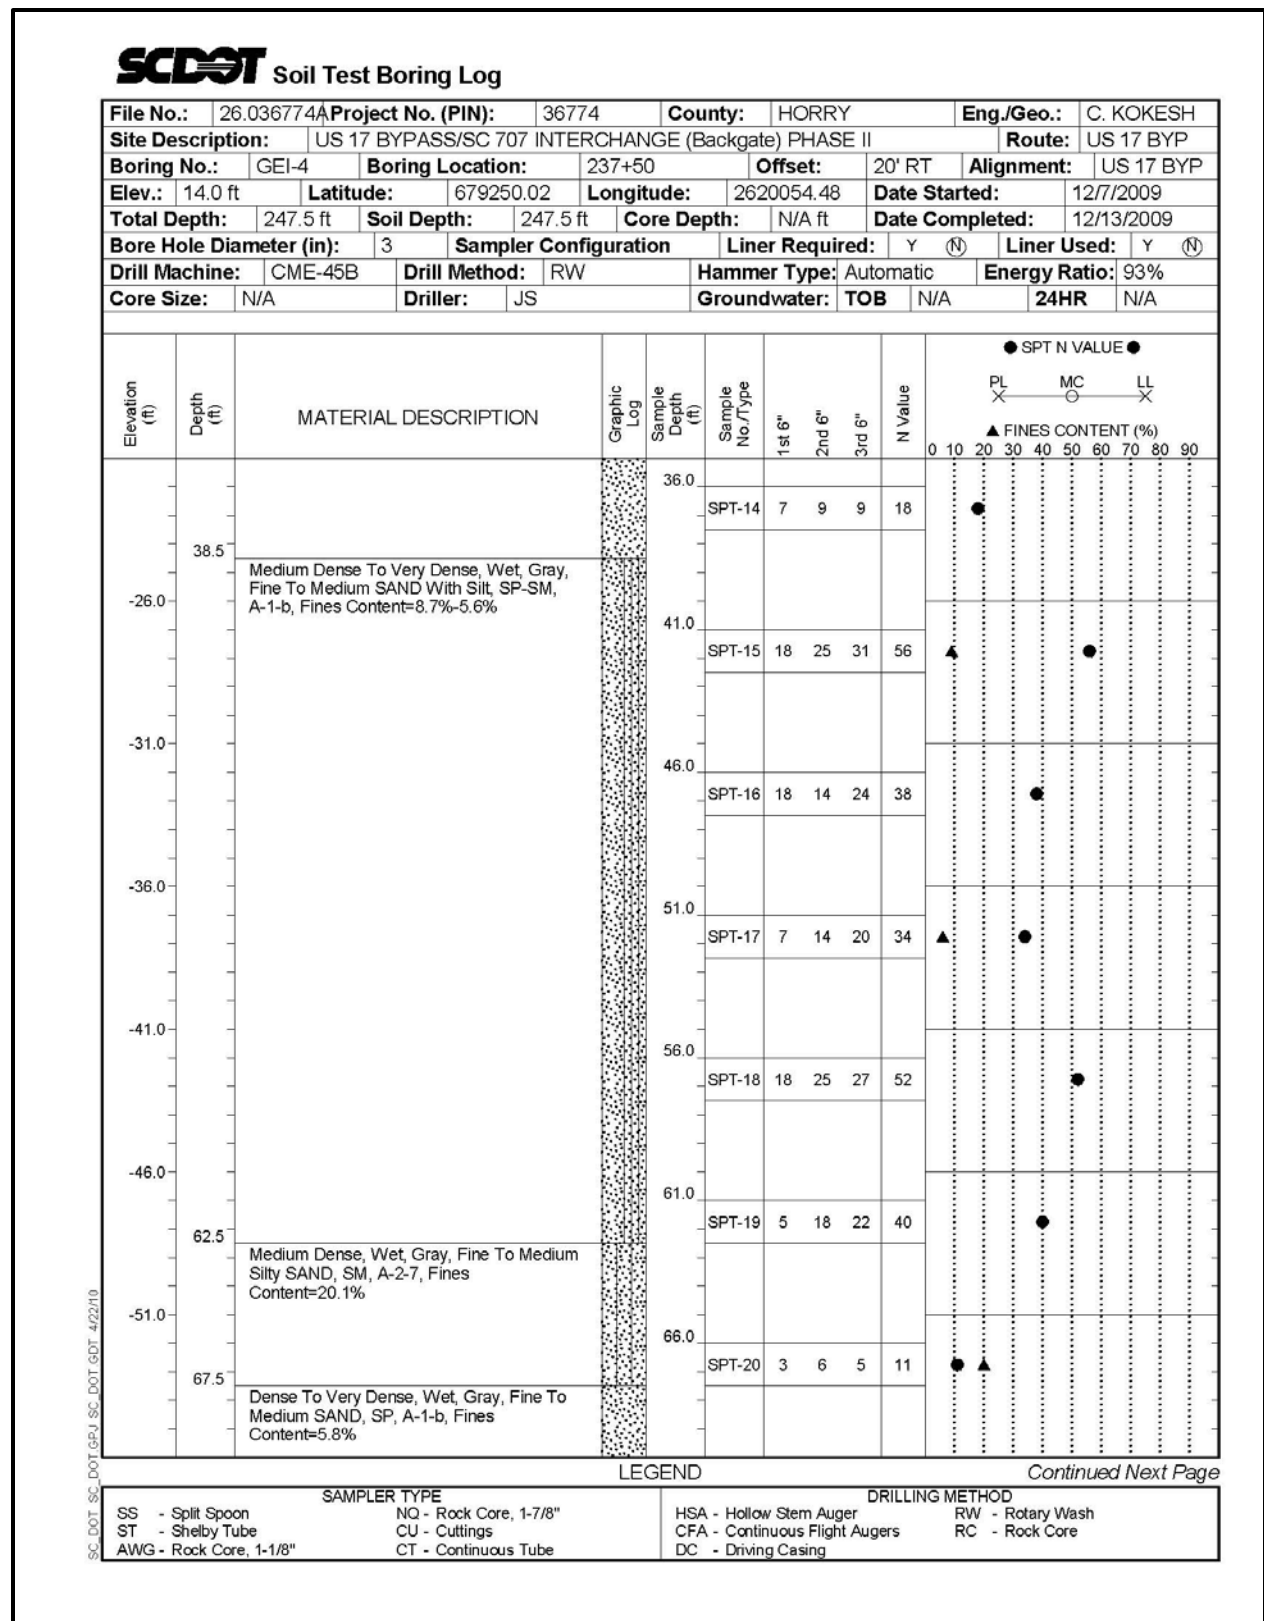 SCDOT Soil Test Boring Log
File No.: 26.036774A Project No. (PIN): 36774 County: HORRY Eng./Geo.: C. KOKESH
Site Description: US 17 BYPASS/SC 707 INTERCHANGE (Backgate) PHASE II Route: US 17 BYP
Boring No.: GEI-4 Boring Location: 237+50 Offset: 20' RT Alignment: US 17 BYP
Elev.: 14.0 ft Latitude: 679250.02 Longitude: 2620054.48 Date Started: 12/7/2009
Total Depth: 247.5 ft Soil Depth: 247.5 ft Core Depth: N/A ft Date Completed: 12/13/2009
Bore Hole Diameter (in): 3 Sampler Configuration Liner Required: Y N Liner Used: Y N
Drill Machine: CME-45B Drill Method: RW Hammer Type: Automatic Energy Ratio: 93%
Core Size: N/A Driller: JS Groundwater: TOB N/A 24HR N/A
Elevation (ft) Depth (ft) MATERIAL DESCRIPTION Graphic Log Sample Depth (ft) Sample No./Type 1st 6" 2nd 6" 3rd 6" N Value
SPT N VALUE
PL MC LL
FINES CONTENT (%)
0 10 20 30 40 50 60 70 80 90
36.0
SPT-14 7 9 9 18
38.5
Medium Dense To Very Dense, Wet, Gray,
Fine To Medium SAND With Silt, SP-SM,
A-1-b, Fines Content=8.7%-5.6%
-26.0
41.0
SPT-15 18 25 31 56
-31.0
46.0
SPT-16 18 14 24 38
-36.0
51.0
SPT-17 7 14 20 34
-41.0
56.0
SPT-18 18 25 27 52
-46.0
61.0
SPT-19 5 18 22 40
62.5
Medium Dense, Wet, Gray, Fine To Medium
Silty SAND, SM, A-2-7, Fines
Content=20.1%
-51.0
66.0
SPT-20 3 6 5 11
67.5
Dense To Very Dense, Wet, Gray, Fine To
Medium SAND, SP, A-1-b, Fines
Content=5.8%
LEGEND
Continued Next Page
SAMPLER TYPE DRILLING METHOD
SS - Split Spoon NQ - Rock Core, 1-7/8" HSA - Hollow Stem Auger RW - Rotary Wash
ST - Shelby Tube CU - Cuttings CFA - Continuous Flight Augers RC - Rock Core
AWG - Rock Core, 1-1/8" CT - Continuous Tube DC - Driving Casing
SC_DOT SC_DOT.GPJ SC_DOT.GDT 4/22/10